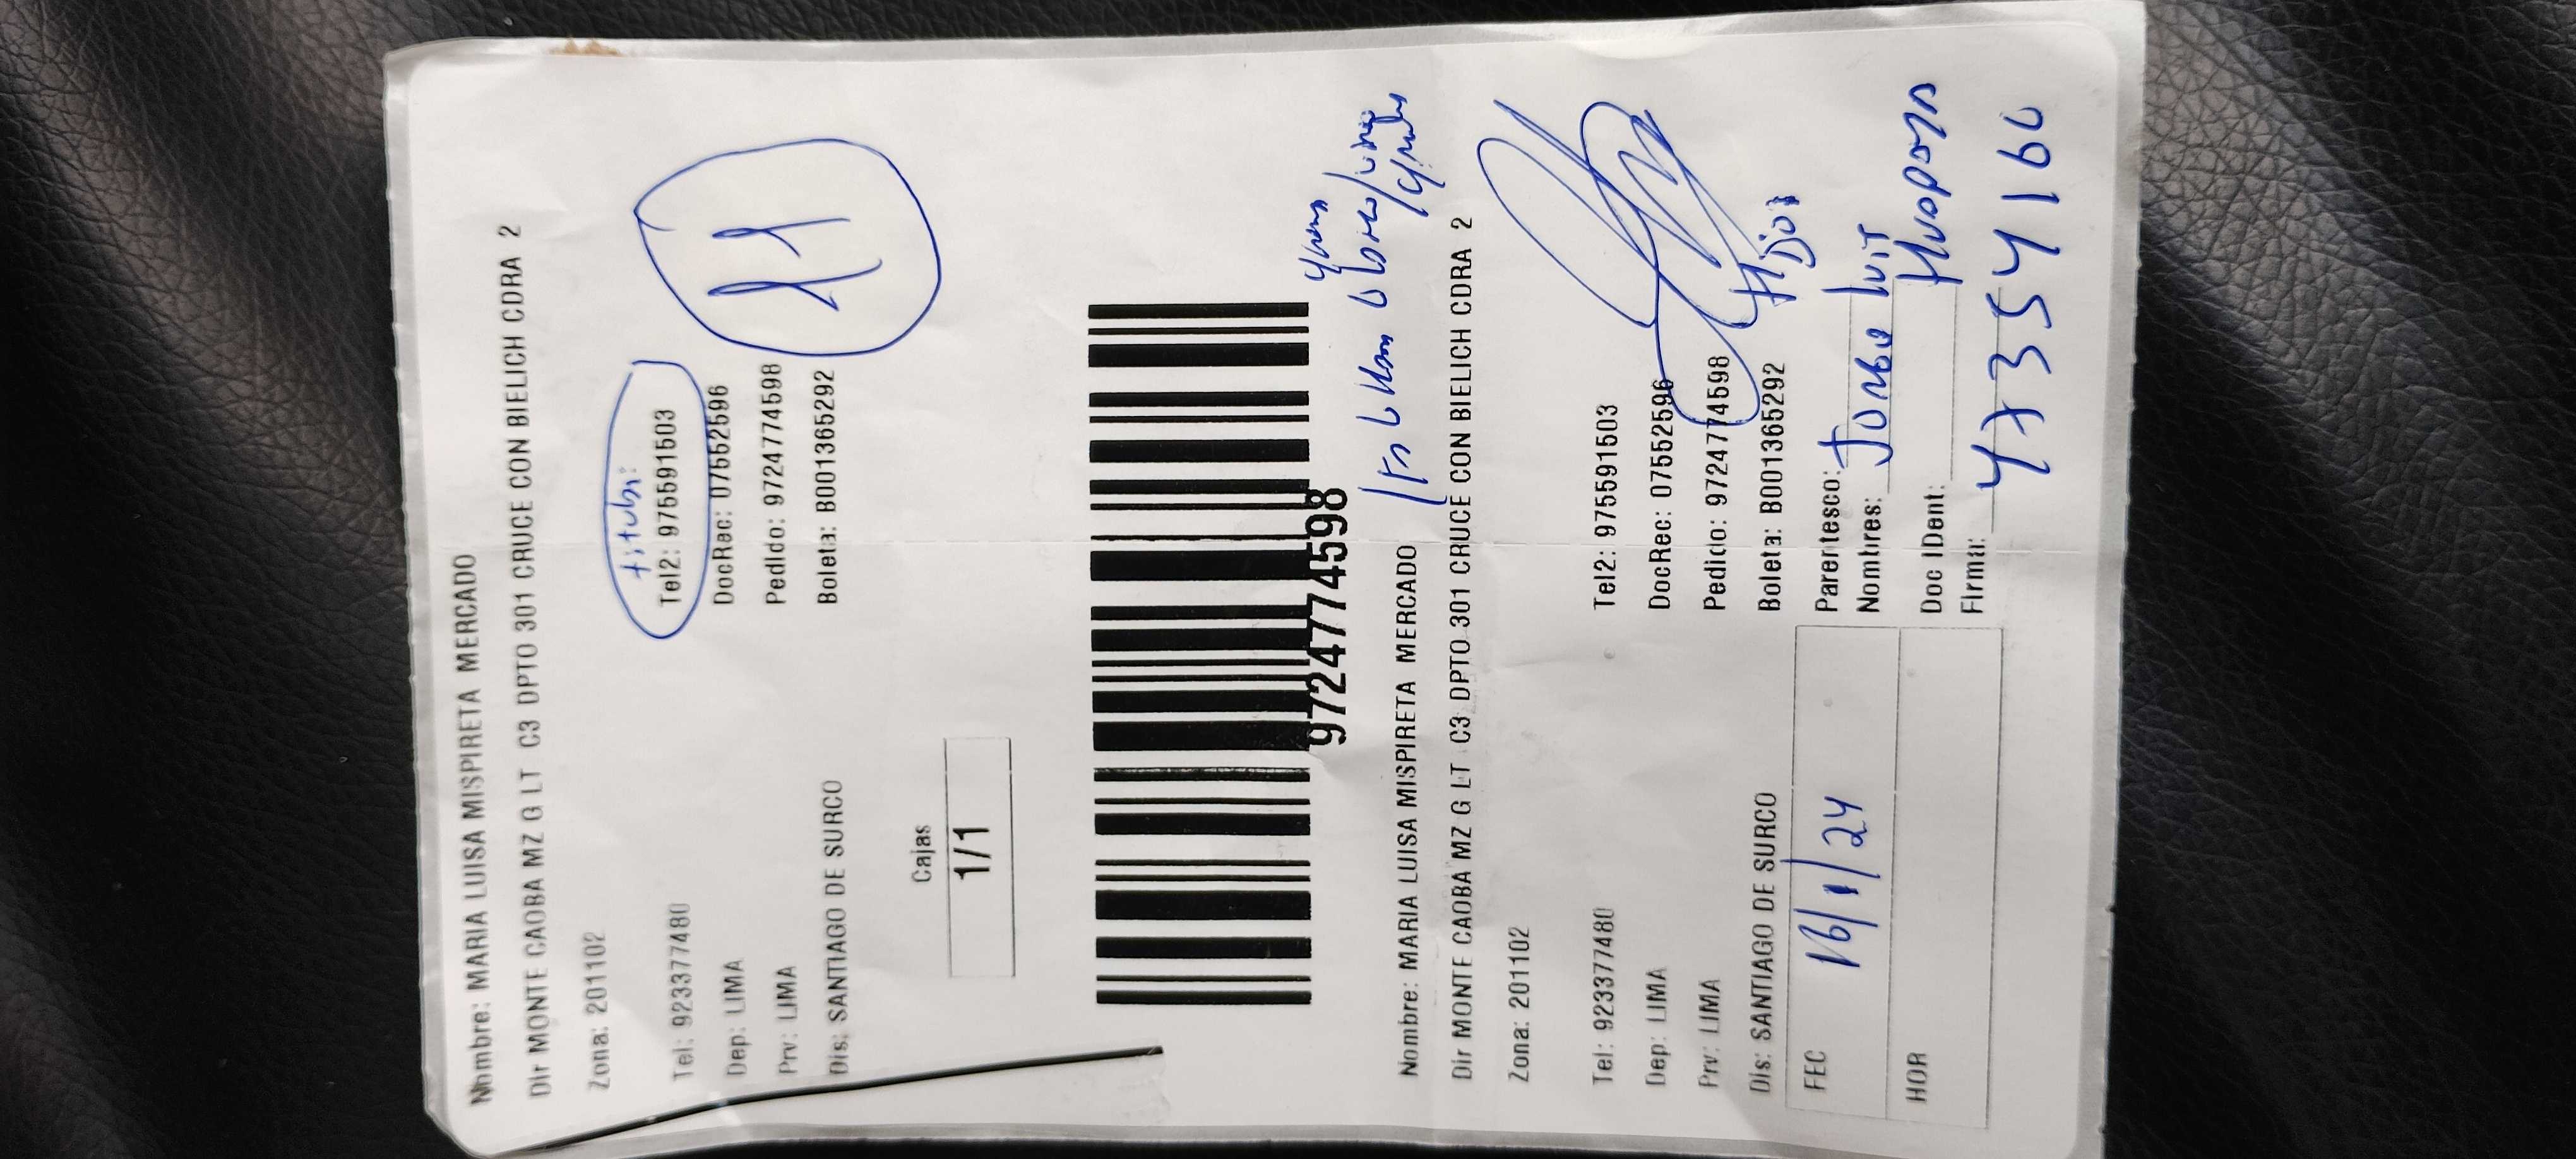 Nombre: MARIA LUISA MISPIRETA MERCADO
Dir MONTE CAOBA MZ G LT C3 DPTO 301 CRUCE CON BIELICH CDRA 2
Zona: 201102
Tel: 923377480
Tel2: 975591503
Dep: LIMA
DocRec: 07552596
Prv: LIMA
Pedido: 9724774598
Dis: SANTIAGO DE SURCO
Boleta: B001365292
Cajas
1/1
9724774598
Nombre: MARIA LUISA MISPIRETA MERCADO
Dir MONTE CAOBA MZ G LT C3 DPTO 301 CRUCE CON BIELICH CDRA 2
Zona: 201102
Tel: 923377480
Tel2: 975591503
Dep: LIMA
DocRec: 07552596
Prv: LIMA
Pedido: 9724774598
Dis: SANTIAGO DE SURCO
Boleta: B001365292
FEC 16/1/24
Parentesco: Hijo
Nombres: Luit
HOR
Doc IDent:
Firma: 47354160